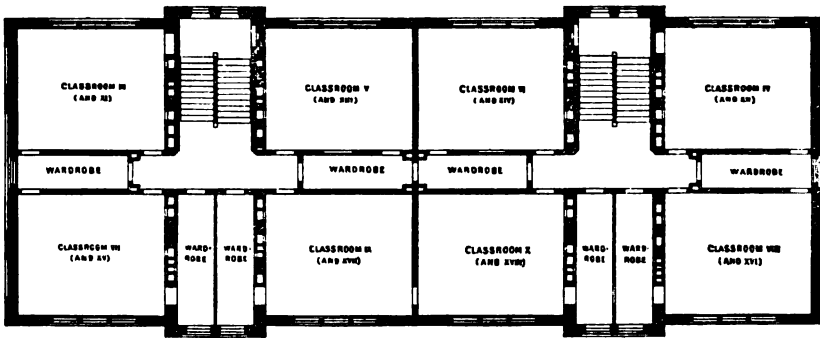 CLASSROOM III
(AND XI)
CLASSROOM V
(AND XIII)
CLASSROOM VI
(AND XIV)
CLASSROOM IV
(AND XII)
WARDROBE
WARDROBE
WARDROBE
WARDROBE
CLASSROOM VII
(AND XV)
WARD-
ROBE
WARD-
ROBE
CLASSROOM IX
(AND XVII)
CLASSROOM X
(AND XVIII)
WARD-
ROBE
WARD-
ROBE
CLASSROOM VIII
(AND XVI)